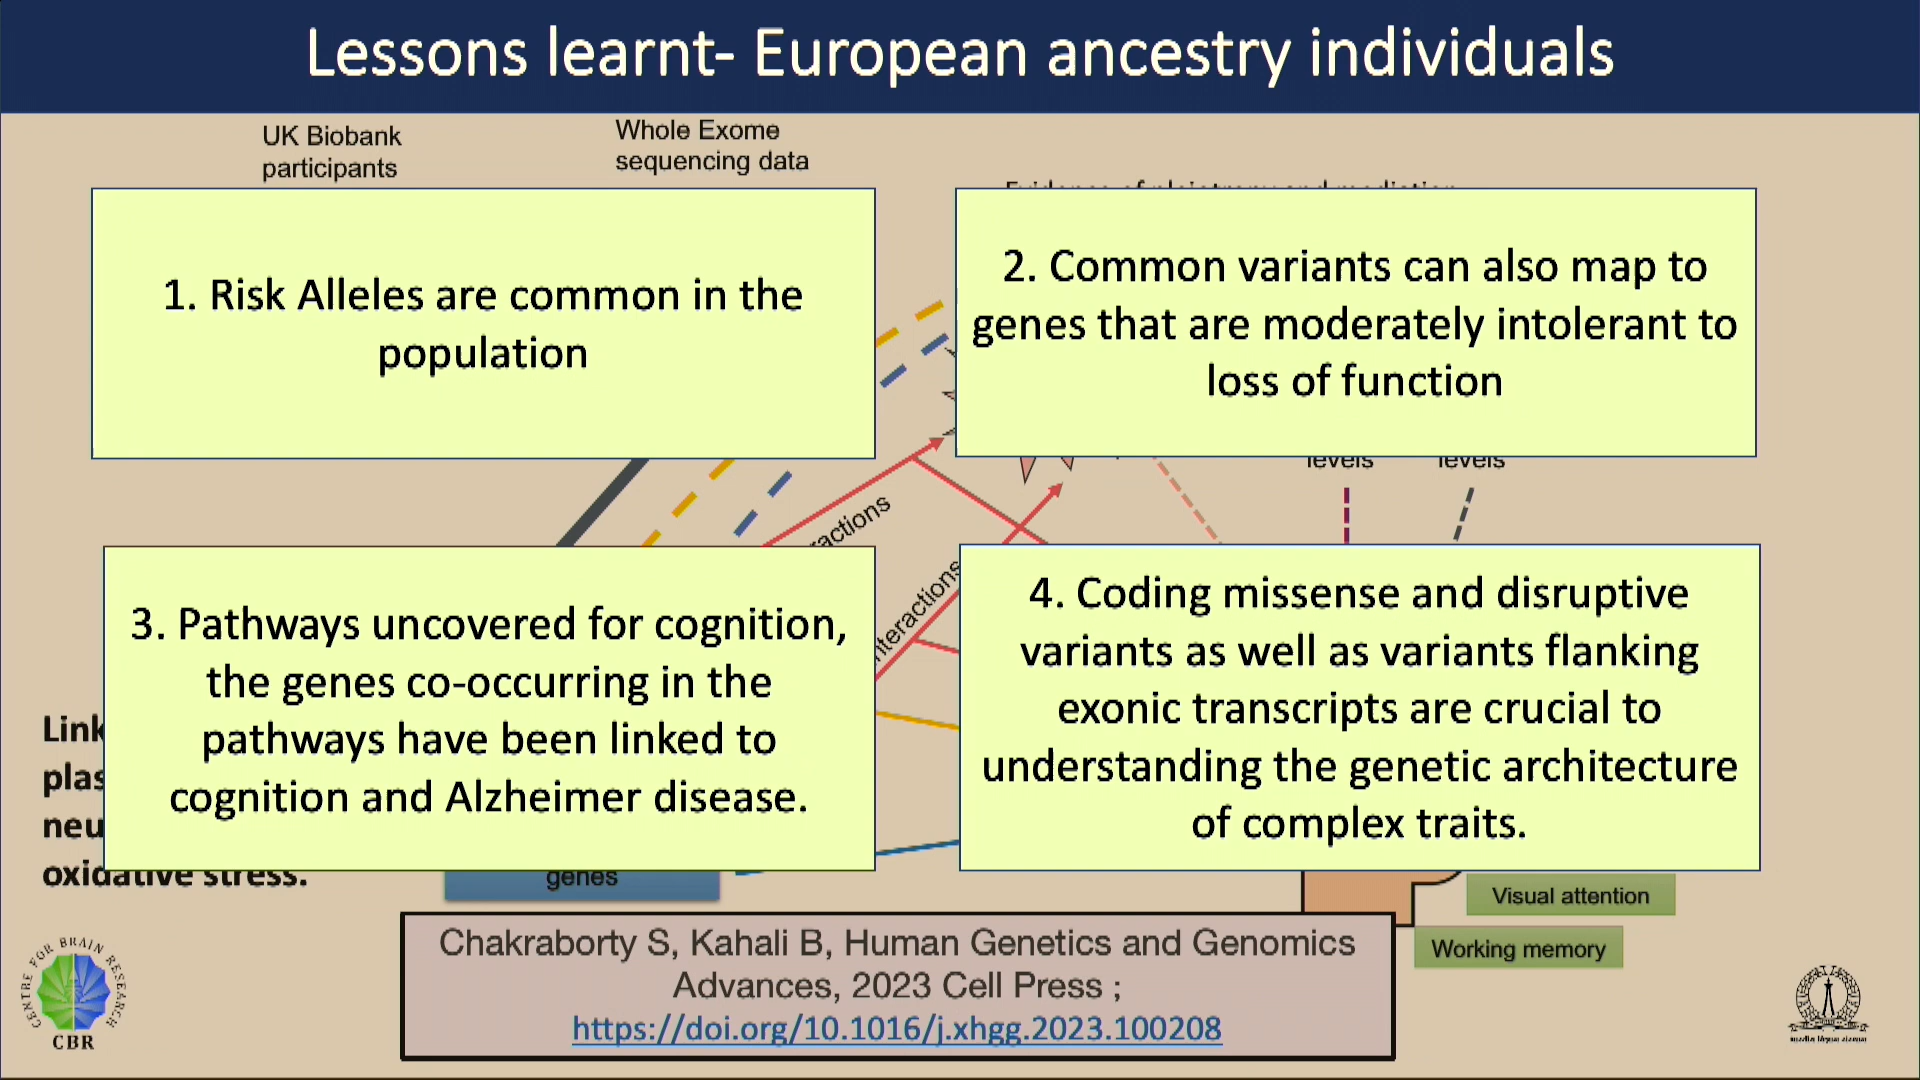 Lessons learnt- European ancestry individuals
UK Biobank
participants
Whole Exome
sequencing data
1. Risk Alleles are common in the
population
2. Common variants can also map to
genes that are moderately intolerant to
loss of function
levels
levels
3. Pathways uncovered for cognition,
the genes co-occurring in the
pathways have been linked to
cognition and Alzheimer disease.
4. Coding missense and disruptive
variants as well as variants flanking
exonic transcripts are crucial to
understanding the genetic architecture
of complex traits.
oxidative stress.
genes
Visual attention
Working memory
Chakraborty S, Kahali B, Human Genetics and Genomics
Advances, 2023 Cell Press ;
https://doi.org/10.1016/j.xhgg.2023.100208
CENTRE FOR BRAIN RESEARCH
CBR